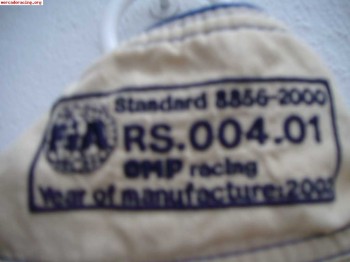 mercadoracing.org
Standard 8856-2000
FIA RS.004.01
OMP racing
Year of manufacture: